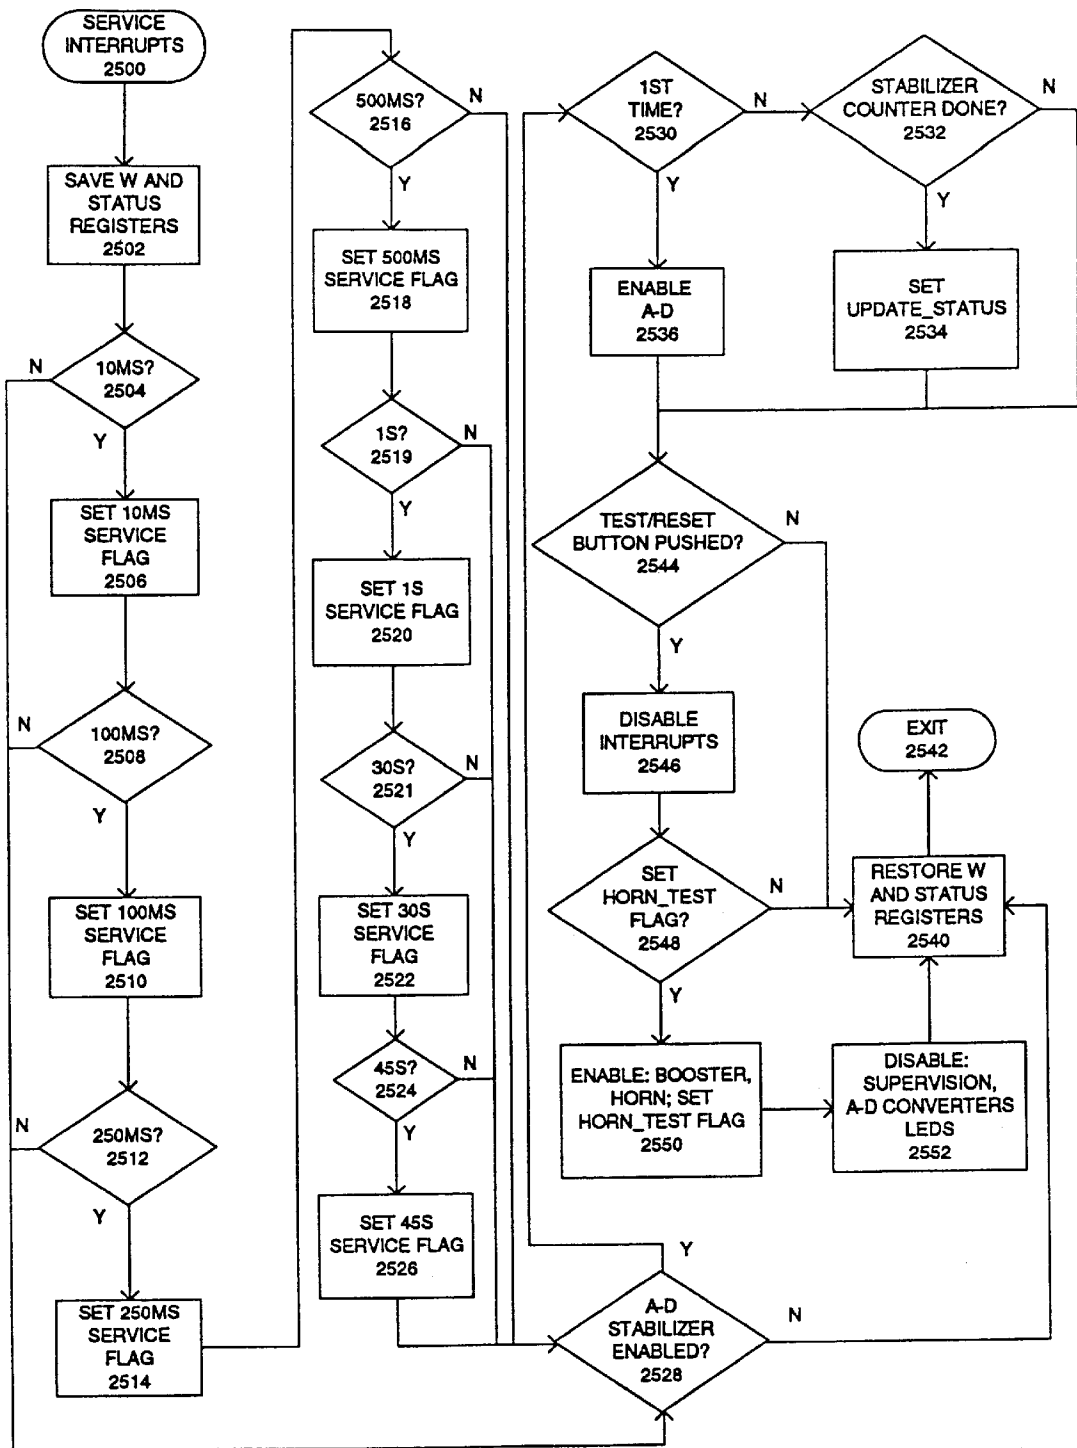 SERVICE
INTERRUPTS
2500
SAVE W AND
STATUS
REGISTERS
2502
10MS?
2504
N
Y
SET 10MS
SERVICE
FLAG
2506
100MS?
2508
N
Y
SET 100MS
SERVICE
FLAG
2510
250MS?
2512
N
Y
SET 250MS
SERVICE
FLAG
2514
500MS?
2516
N
Y
SET 500MS
SERVICE FLAG
2518
1S?
2519
N
Y
SET 1S
SERVICE FLAG
2520
30S?
2521
N
Y
SET 30S
SERVICE
FLAG
2522
45S?
2524
N
Y
SET 45S
SERVICE FLAG
2526
A-D
STABILIZER
ENABLED?
2528
Y
N
1ST
TIME?
2530
N
Y
STABILIZER
COUNTER DONE?
2532
N
Y
SET
UPDATE_STATUS
2534
ENABLE
A-D
2536
TEST/RESET
BUTTON PUSHED?
2544
N
Y
DISABLE
INTERRUPTS
2546
SET
HORN_TEST
FLAG?
2548
N
Y
ENABLE: BOOSTER,
HORN; SET
HORN_TEST FLAG
2550
DISABLE:
SUPERVISION,
A-D CONVERTERS
LEDS
2552
RESTORE W
AND STATUS
REGISTERS
2540
EXIT
2542